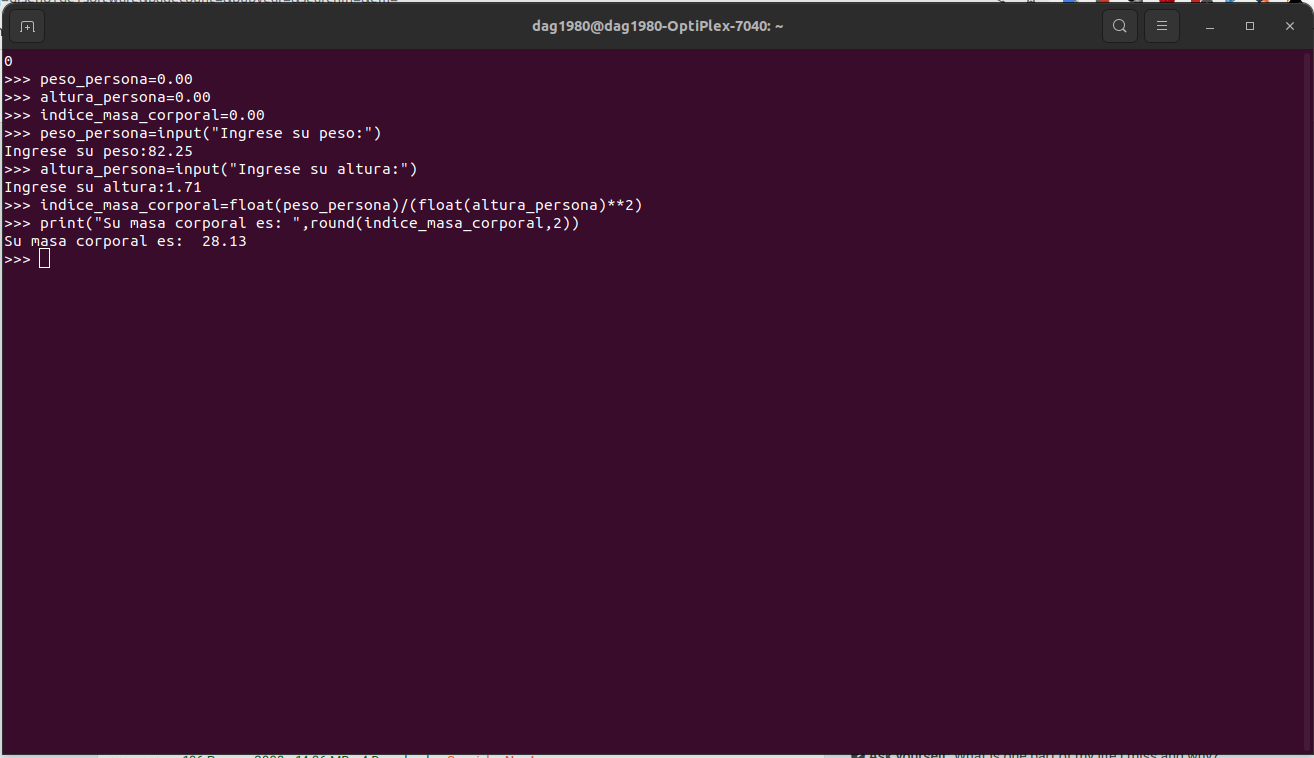 dag1980@dag1980-OptiPlex-7040: ~
0
>>> peso_persona=0.00
>>> altura_persona=0.00
>>> indice_masa_corporal=0.00
>>> peso_persona=input("Ingrese su peso:")
Ingrese su peso:82.25
>>> altura_persona=input("Ingrese su altura:")
Ingrese su altura:1.71
>>> indice_masa_corporal=float(peso_persona)/(float(altura_persona)**2)
>>> print("Su masa corporal es: ",round(indice_masa_corporal,2))
Su masa corporal es:  28.13
>>>